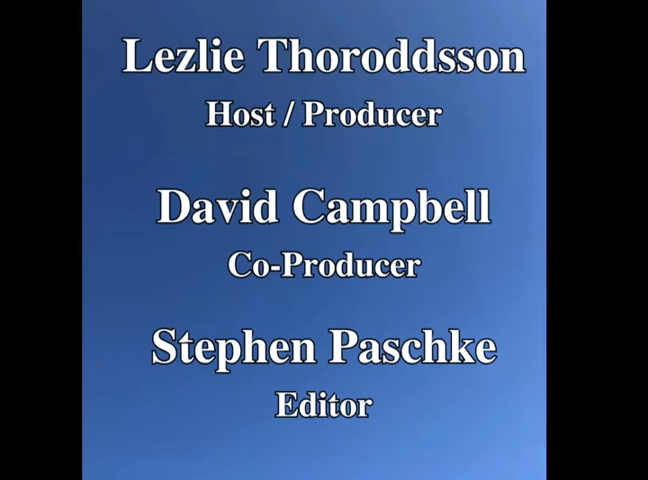 Lezlie Thoroddsson
Host / Producer
David Campbell
Co-Producer
Stephen Paschke
Editor